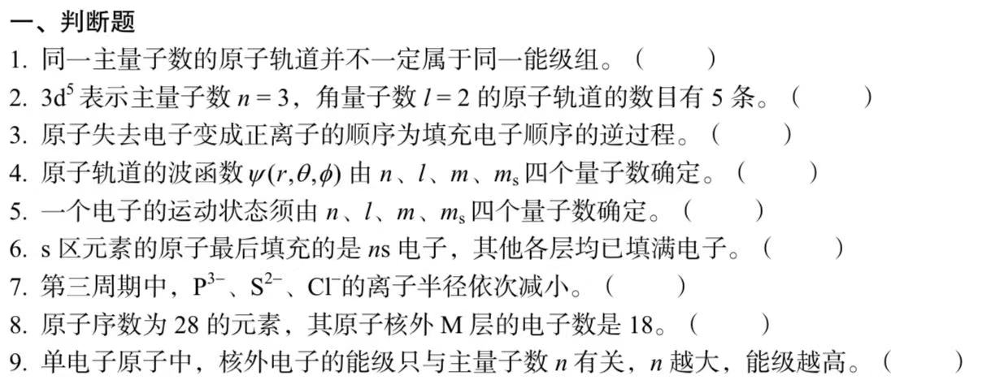 一、判断题
1. 同一主量子数的原子轨道并不一定属于同一能级组。（　　）
2. 3d⁵ 表示主量子数 n = 3，角量子数 l = 2 的原子轨道的数目有 5 条。（　　）
3. 原子失去电子变成正离子的顺序为填充电子顺序的逆过程。（　　）
4. 原子轨道的波函数 ψ(r,θ,ϕ) 由 n、l、m、mₛ 四个量子数确定。（　　）
5. 一个电子的运动状态须由 n、l、m、mₛ 四个量子数确定。（　　）
6. s 区元素的原子最后填充的是 ns 电子，其他各层均已填满电子。（　　）
7. 第三周期中，P³⁻、S²⁻、Cl⁻的离子半径依次减小。（　　）
8. 原子序数为 28 的元素，其原子核外 M 层的电子数是 18。（　　）
9. 单电子原子中，核外电子的能级只与主量子数 n 有关，n 越大，能级越高。（　　）